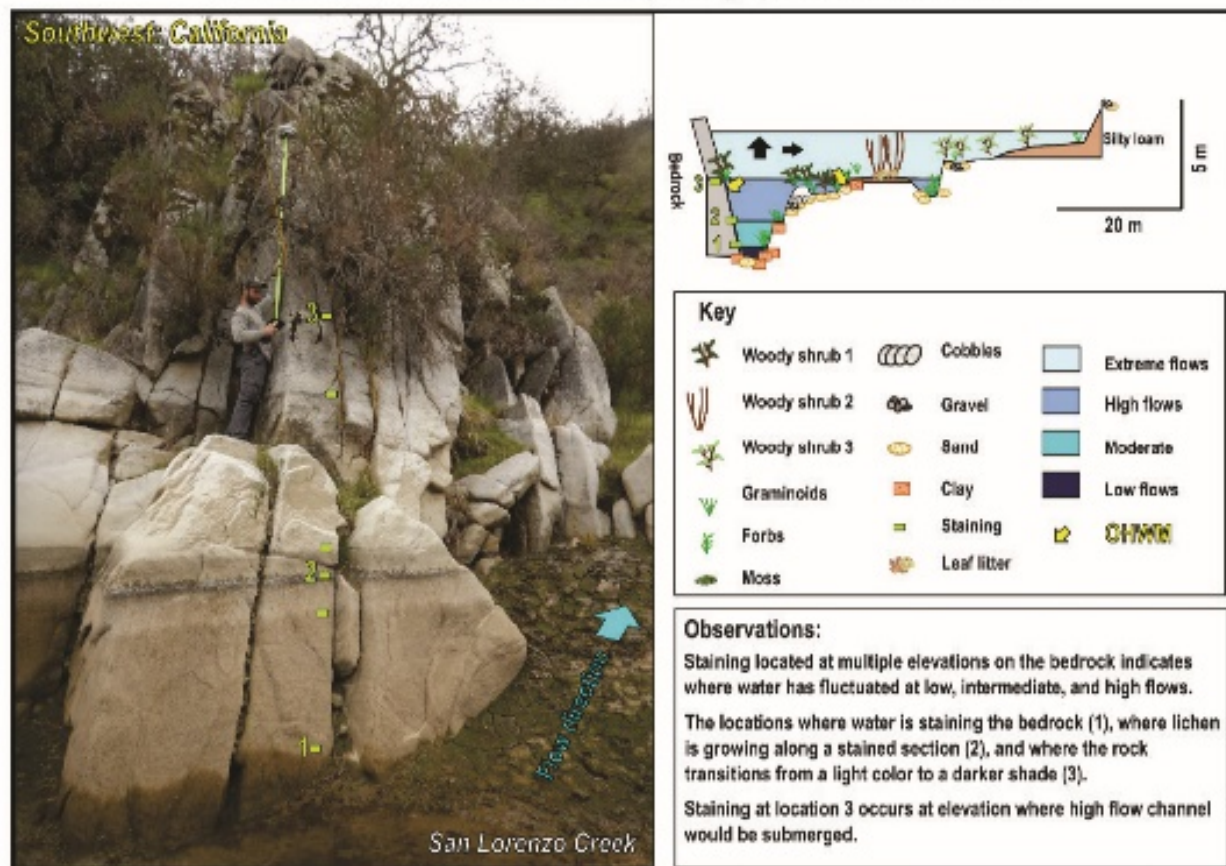 Southwest: California
3
2
1
Flow direction
San Lorenzo Creek
Bedrock
3
2
1
Silty loam
5 m
20 m
Key
Woody shrub 1
Woody shrub 2
Woody shrub 3
Graminoids
Forbs
Moss
Cobbles
Gravel
Sand
Clay
Staining
Leaf litter
Extreme flows
High flows
Moderate
Low flows
OHWM
Observations:
Staining located at multiple elevations on the bedrock indicates
where water has fluctuated at low, intermediate, and high flows.
The locations where water is staining the bedrock (1), where lichen
is growing along a stained section (2), and where the rock
transitions from a light color to a darker shade (3).
Staining at location 3 occurs at elevation where high flow channel
would be submerged.